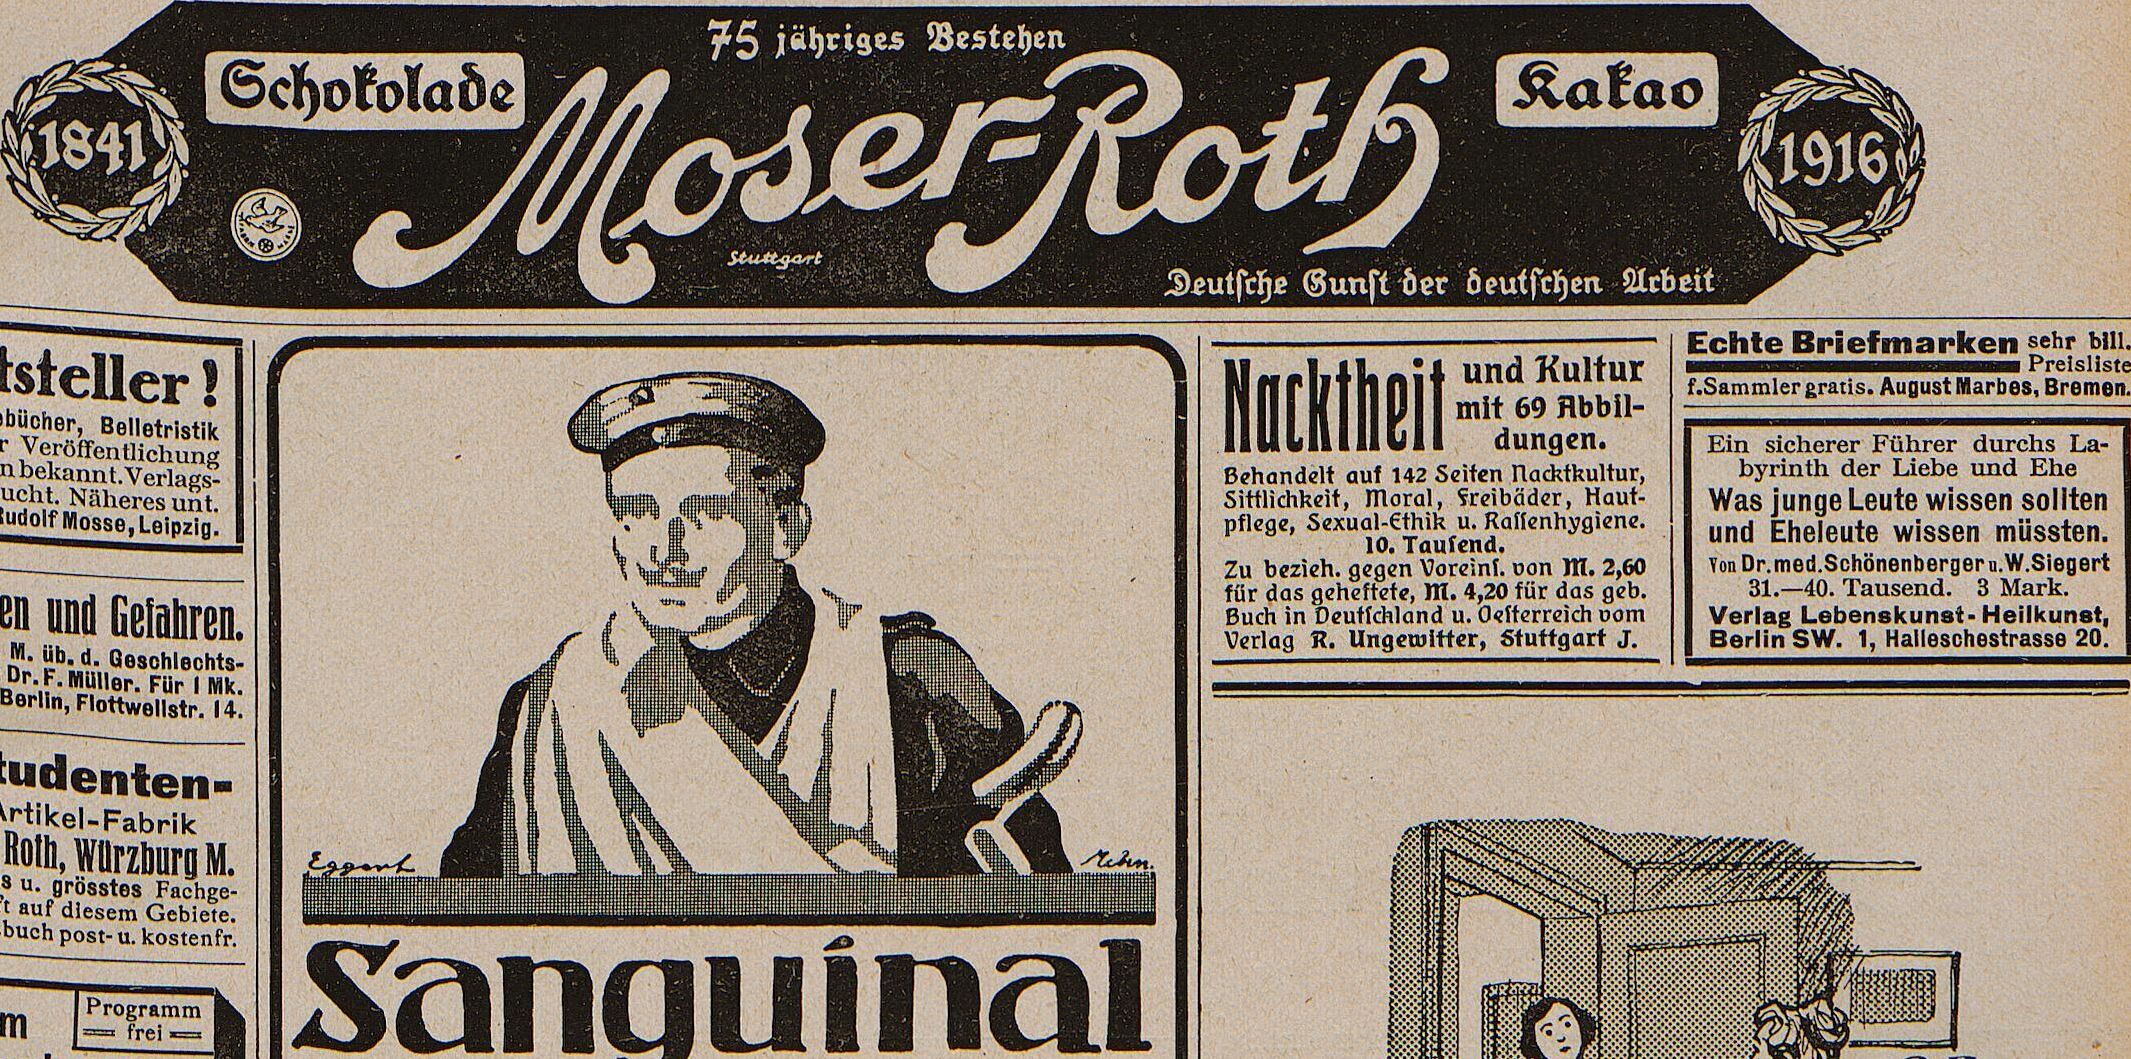 75 jähriges Bestehen
Schokolade
Moser-Roth
Kakao
1841
1916
Stuttgart
Deutſche Gunſt der deutſchen Arbeit
tsteller!
bücher, Belletristik
r Veröffentlichung
n bekannt. Verlags-
ucht. Näheres unt.
Rudolf Mosse, Leipzig.
en und Gefahren.
M. üb. d. Geschlechts-
Dr. F. Müller. Für 1 Mk.
Berlin, Flottwellstr. 14.
tudenten-
Artikel-Fabrik
Roth, Würzburg M.
s u. grösstes Fachge-
ft auf diesem Gebiete.
buch post- u. kostenfr.
m
Programm
frei
Eggert
Sanguinal
Nacktheit und Kultur
mit 69 Abbil-
dungen.
Behandelt auf 142 Seiten Nacktkultur,
Sittlichkeit, Moral, Freibäder, Haut-
pflege, Sexual-Ethik u. Raſſenhygiene.
10. Tauſend.
Zu bezieh. gegen Voreinſ. von M. 2,60
für das geheftete, M. 4,20 für das geb.
Buch in Deutſchland u. Oeſterreich vom
Verlag R. Ungewitter, Stuttgart J.
Echte Briefmarken sehr bill.
Preisliste
f. Sammler gratis. August Marbes, Bremen.
Ein sicherer Führer durchs La-
byrinth der Liebe und Ehe
Was junge Leute wissen sollten
und Eheleute wissen müssten.
Von Dr. med. Schönenberger u. W. Siegert
31.—40. Tausend. 3 Mark.
Verlag Lebenskunst-Heilkunst,
Berlin SW. 1, Halleschestrasse 20.